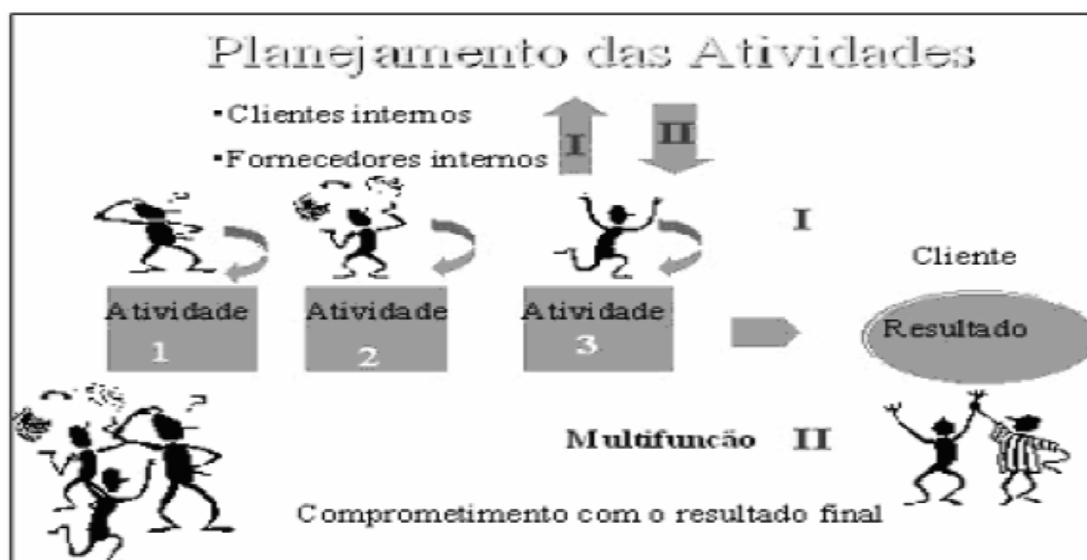 Planejamento das Atividades
▪Clientes internos
▪Fornecedores internos
I
II
I
Cliente
Atividade
1
Atividade
2
Atividade
3
Resultado
Multifuncão II
Comprometimento com o resultado final